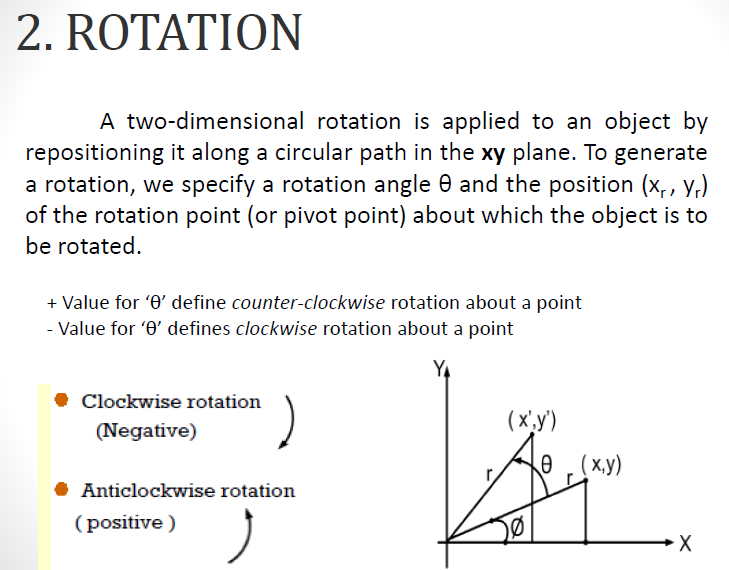 2. ROTATION
A two-dimensional rotation is applied to an object by
repositioning it along a circular path in the xy plane. To generate
a rotation, we specify a rotation angle θ and the position (xᵣ, yᵣ)
of the rotation point (or pivot point) about which the object is to
be rotated.
+ Value for ‘θ’ define counter-clockwise rotation about a point
- Value for ‘θ’ defines clockwise rotation about a point
Clockwise rotation
(Negative)
Anticlockwise rotation
( positive )
Y
(x',y')
θ
(x,y)
r
r
Ø
X